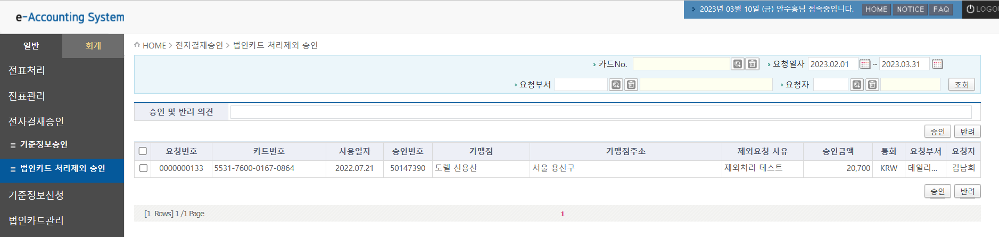 2023년 03월 10일 (금) 안수홍님 접속중입니다. HOME NOTICE FAQ LOGOU
e-Accounting System
일반 회계
전표처리
전표관리
전자결재승인
기준정보승인
법인카드 처리제외 승인
기준정보신청
법인카드관리
HOME > 전자결재승인 > 법인카드 처리제외 승인
카드No. 요청일자 2023.02.01 ~ 2023.03.31
요청부서 요청자 조회
승인 및 반려 의견
승인 반려
요청번호 카드번호 사용일자 승인번호 가맹점 가맹점주소 제외요청 사유 승인금액 통화 요청부서 요청자
0000000133 5531-7600-0167-0864 2022.07.21 50147390 도렐 신용산 서울 용산구 제외처리 테스트 20,700 KRW 데일리... 김남희
승인 반려
[1 Rows] 1 /1 Page 1